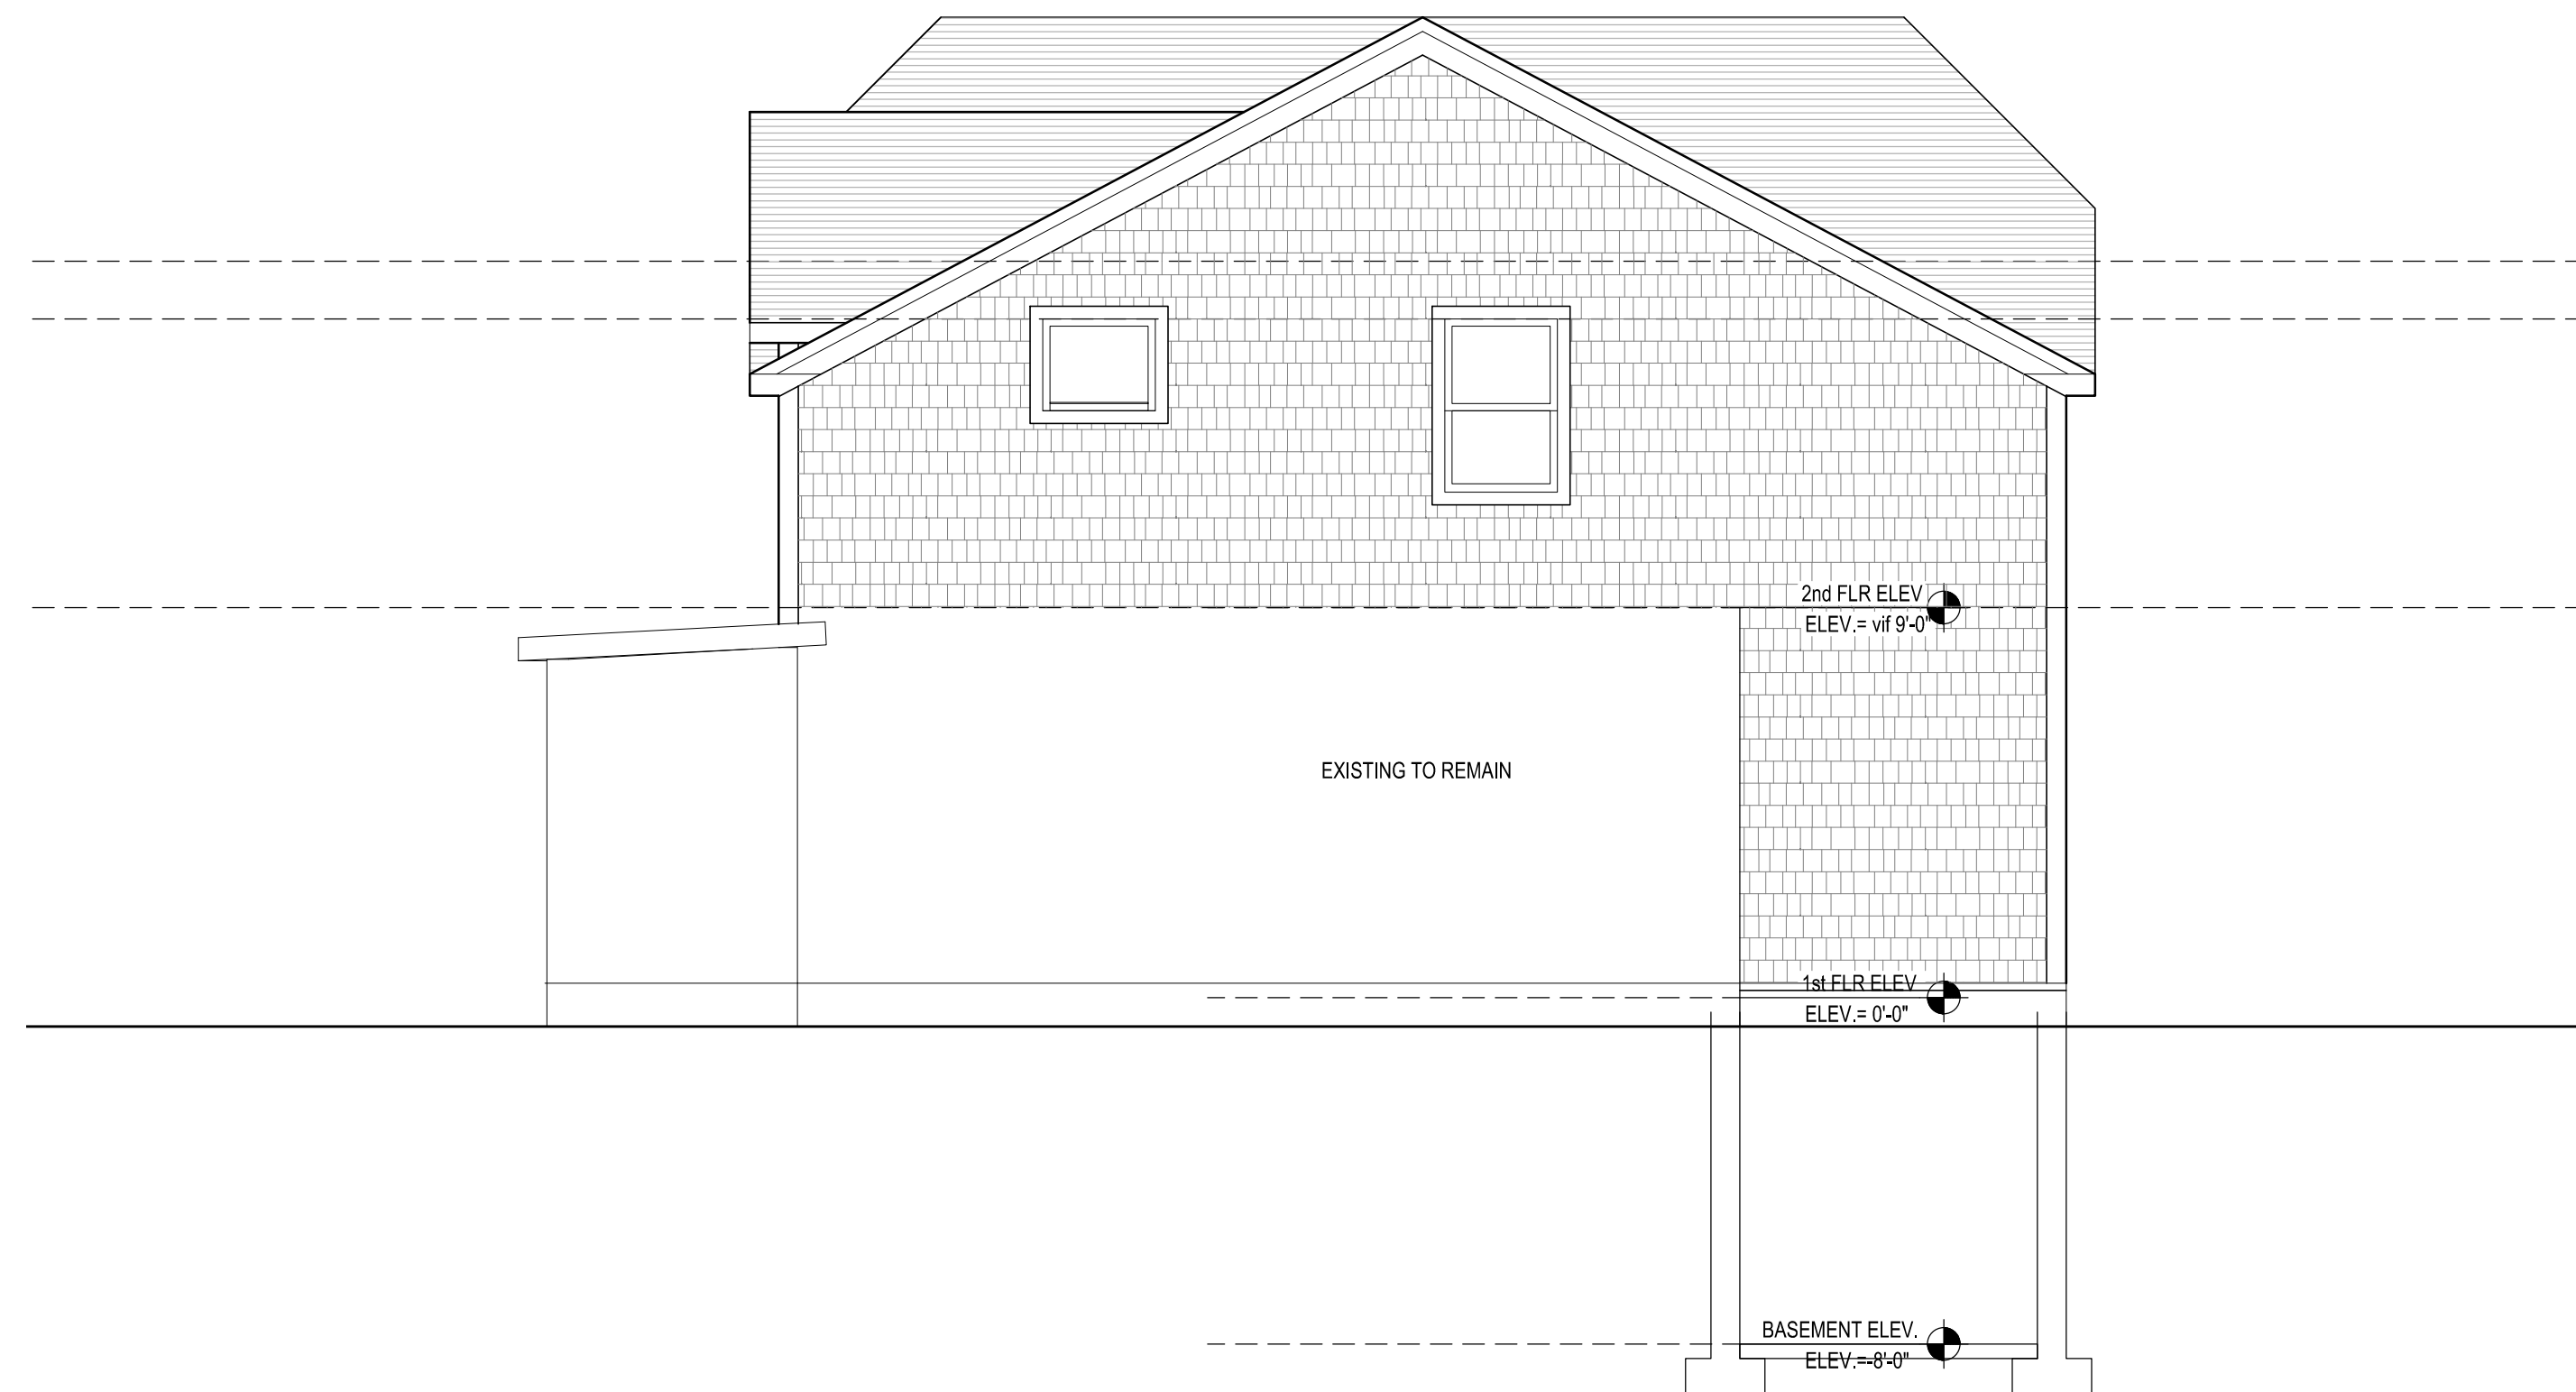 2nd FLR ELEV
ELEV.= vif 9'-0"
EXISTING TO REMAIN
1st FLR ELEV
ELEV.= 0'-0"
BASEMENT ELEV.
ELEV.=-8'-0"